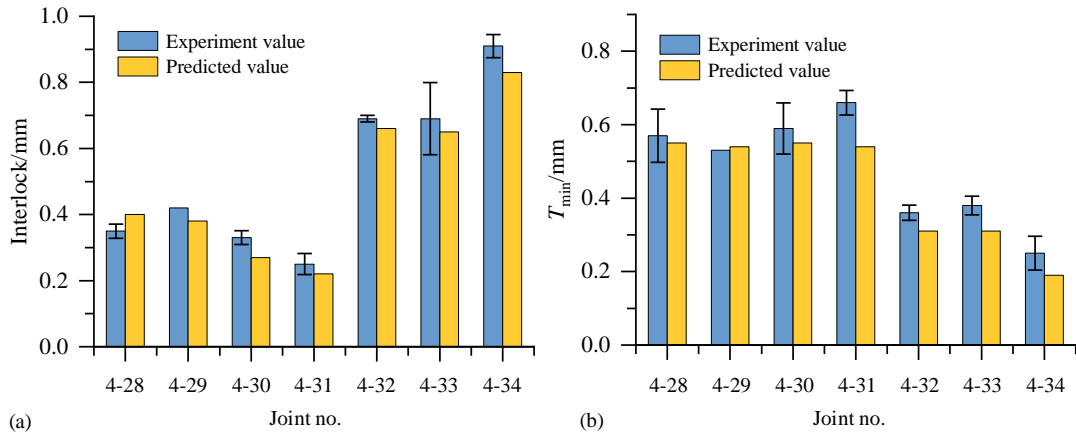 1.0
0.8
0.6
0.4
0.2
0.0
Interlock/mm
Experiment value
Predicted value
4-28 4-29 4-30 4-31 4-32 4-33 4-34
Joint no.
(a)
0.8
0.6
0.4
0.2
0.0
Tmin/mm
Experiment value
Predicted value
4-28 4-29 4-30 4-31 4-32 4-33 4-34
Joint no.
(b)